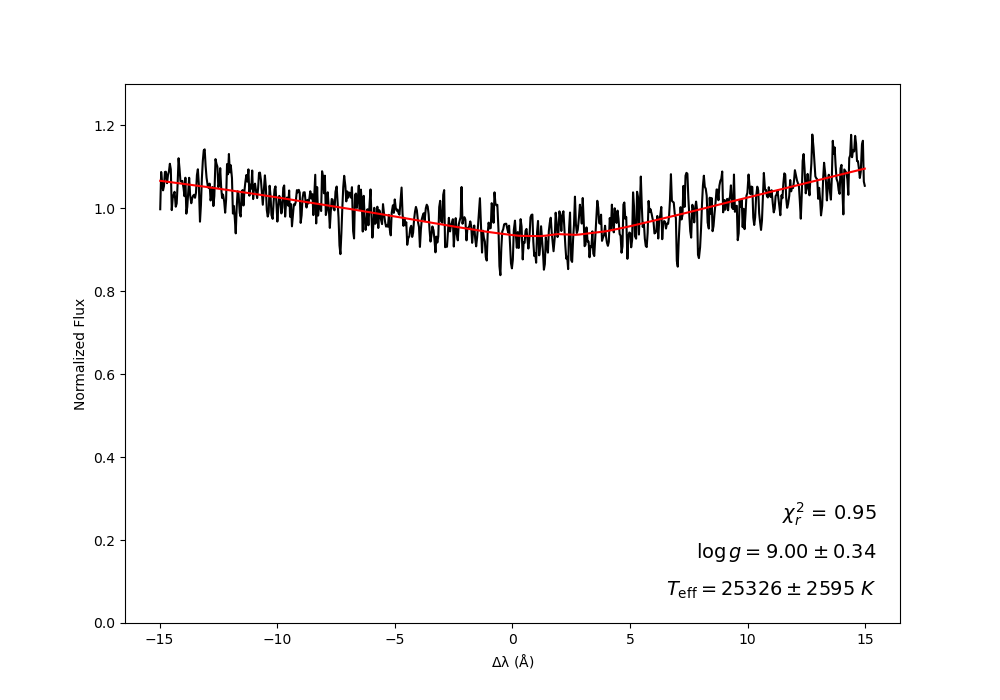 1.2
1.0
0.8
0.6
0.4
0.2
0.0
Normalized Flux
χ²ᵣ = 0.95
log g = 9.00 ± 0.34
T_eff = 25326 ± 2595 K
−15 −10 −5 0 5 10 15
Δλ (Å)